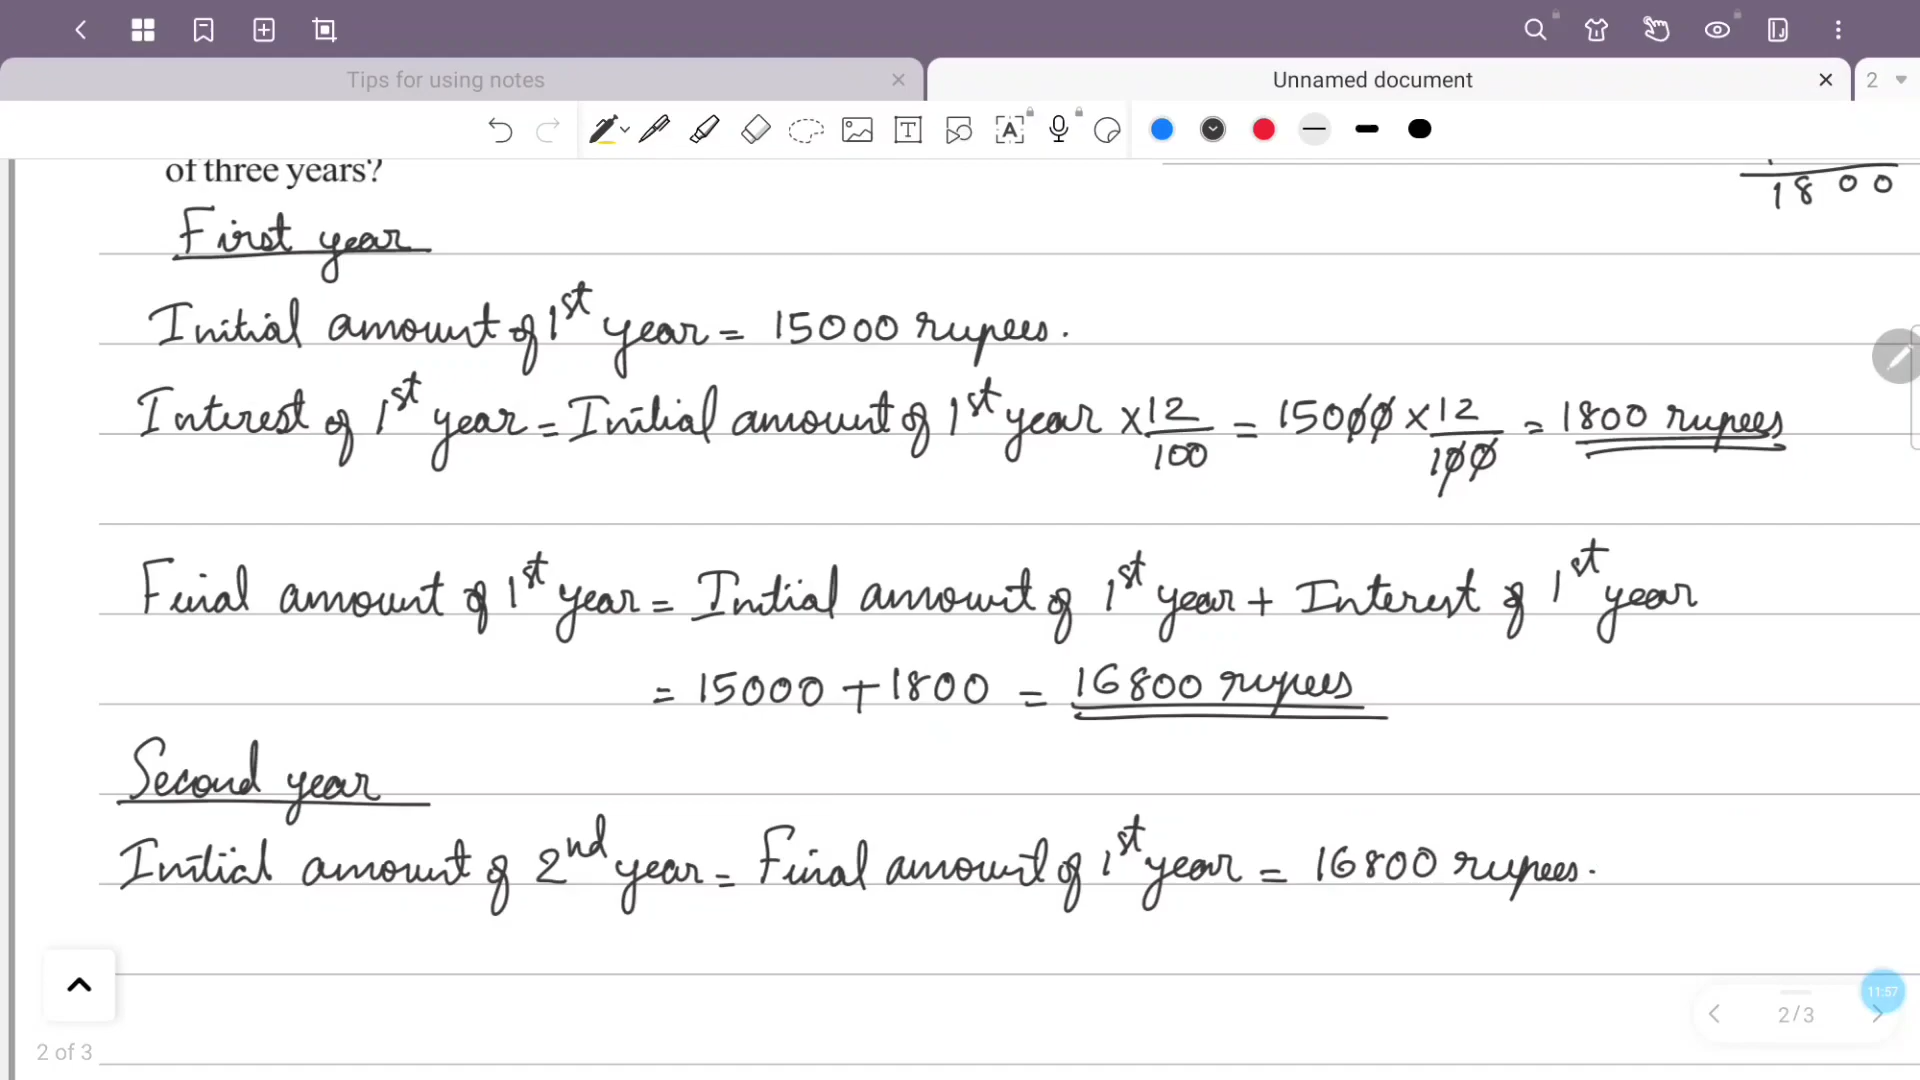 Tips for using notes
Unnamed document
2
of three years?
1800
First year
Initial amount of 1st year = 15000 rupees.
Interest of 1st year = Initial amount of 1st year × 12/100 = 15000 × 12/100 = 1800 rupees
Final amount of 1st year = Initial amount of 1st year + Interest of 1st year
= 15000 + 1800 = 16800 rupees
Second year
Initial amount of 2nd year = Final amount of 1st year = 16800 rupees.
11:57
2/3
2 of 3